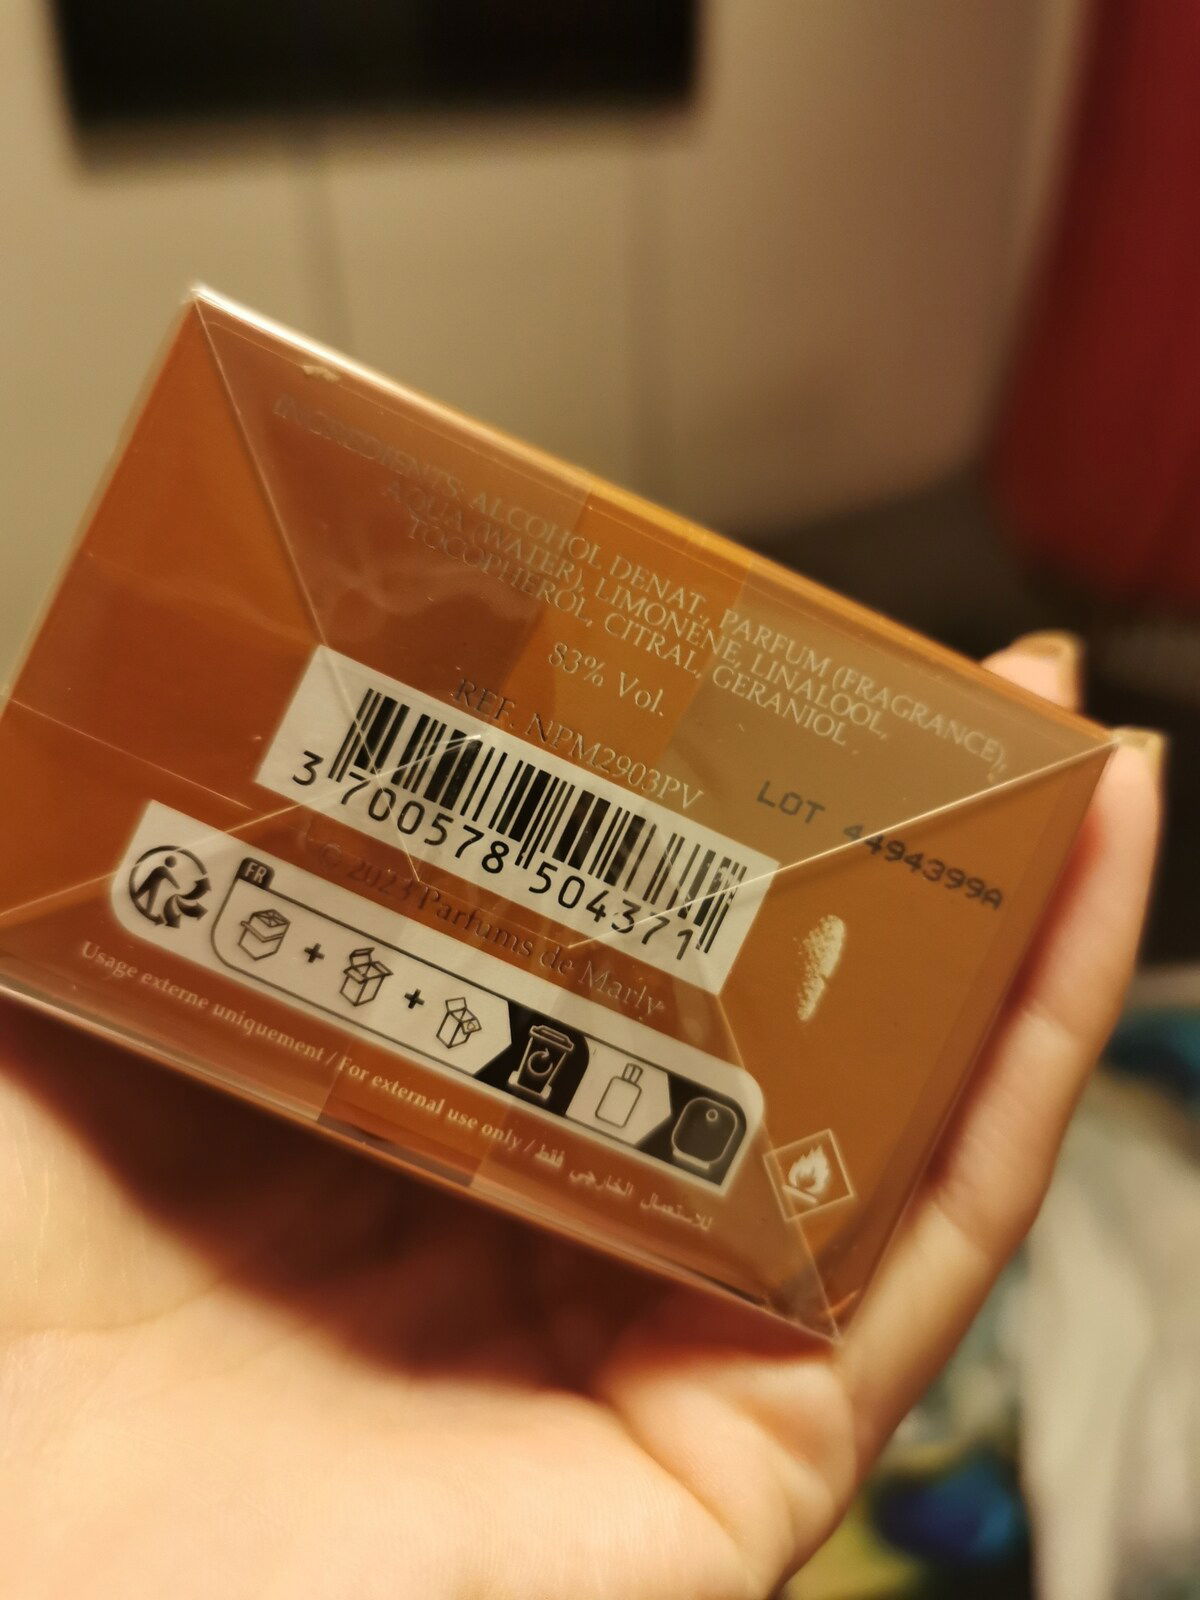 INGREDIENTS: ALCOHOL DENAT., PARFUM (FRAGRANCE),
AQUA (WATER), LIMONENE, LINALOOL,
TOCOPHEROL, CITRAL, GERANIOL.
83% Vol.
REF. NPM2903PV
LOT 4494399A
3 700578 504371
© 2023 Parfums de Marly
FR
+ +
Usage externe uniquement / For external use only / للاستعمال الخارجي فقط